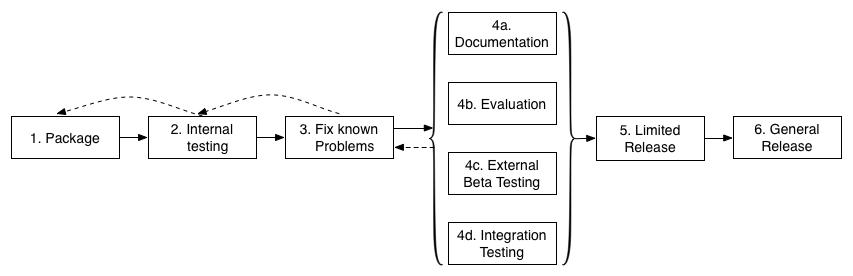 1. Package
2. Internal
testing
3. Fix known
Problems
4a.
Documentation
4b. Evaluation
4c. External
Beta Testing
4d. Integration
Testing
5. Limited
Release
6. General
Release